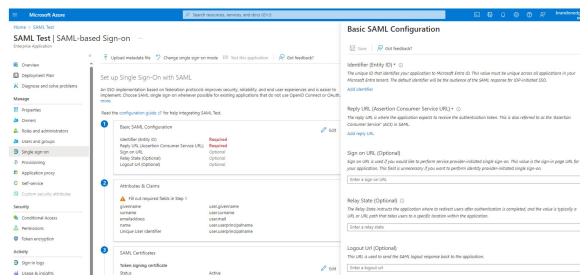 Microsoft Azure
Search resources, services, and docs (G+/)
Home > SAML Test
SAML Test | SAML-based Sign-on
Enterprise Application
Overview
Deployment Plan
Diagnose and solve problems
Manage
Properties
Owners
Roles and administrators
Users and groups
Single sign-on
Provisioning
Application proxy
Self-service
Custom security attributes
Security
Conditional Access
Permissions
Token encryption
Activity
Sign-in logs
Usage & insights
Upload metadata file
Change single sign-on mode
Test this application
Got feedback?
Set up Single Sign-On with SAML
An SSO implementation based on federation protocols improves security, reliability, and end user experiences and is easier to
implement. Choose SAML single sign-on whenever possible for existing applications that do not use OpenID Connect or OAuth.
more.
Read the configuration guide for help integrating SAML Test.
1
Basic SAML Configuration
Edit
Identifier (Entity ID) Required
Reply URL (Assertion Consumer Service URL) Required
Sign on URL Optional
Relay State (Optional) Optional
Logout Url (Optional) Optional
2
Attributes & Claims
Fill out required fields in Step 1
givenname user.givenname
surname user.surname
emailaddress user.mail
name user.userprincipalname
Unique User Identifier user.userprincipalname
3
SAML Certificates
Token signing certificate
Edit
Status Active
Basic SAML Configuration
Save
Got feedback?
Identifier (Entity ID) *
The unique ID that identifies your application to Microsoft Entra ID. This value must be unique across all applications in your
Microsoft Entra tenant. The default identifier will be the audience of the SAML response for IDP-initiated SSO.
Add identifier
Reply URL (Assertion Consumer Service URL) *
The reply URL is where the application expects to receive the authentication token. This is also referred to as the "Assertion
Consumer Service" (ACS) in SAML.
Add reply URL
Sign on URL (Optional)
Sign on URL is used if you would like to perform service provider-initiated single sign-on. This value is the sign-in page URL for
your application. This field is unnecessary if you want to perform identity provider-initiated single sign-on.
Enter a sign on URL
Relay State (Optional)
The Relay State instructs the application where to redirect users after authentication is completed, and the value is typically a
URL or URL path that takes users to a specific location within the application.
Enter a relay state
Logout Url (Optional)
This URL is used to send the SAML logout response back to the application.
Enter a logout url